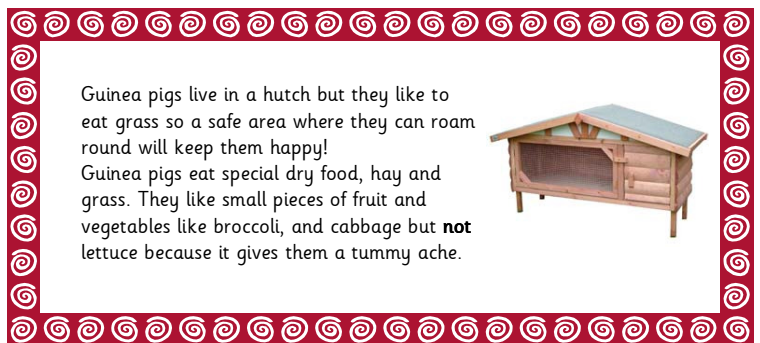 Guinea pigs live in a hutch but they like to
eat grass so a safe area where they can roam
round will keep them happy!
Guinea pigs eat special dry food, hay and
grass. They like small pieces of fruit and
vegetables like broccoli, and cabbage but not
lettuce because it gives them a tummy ache.